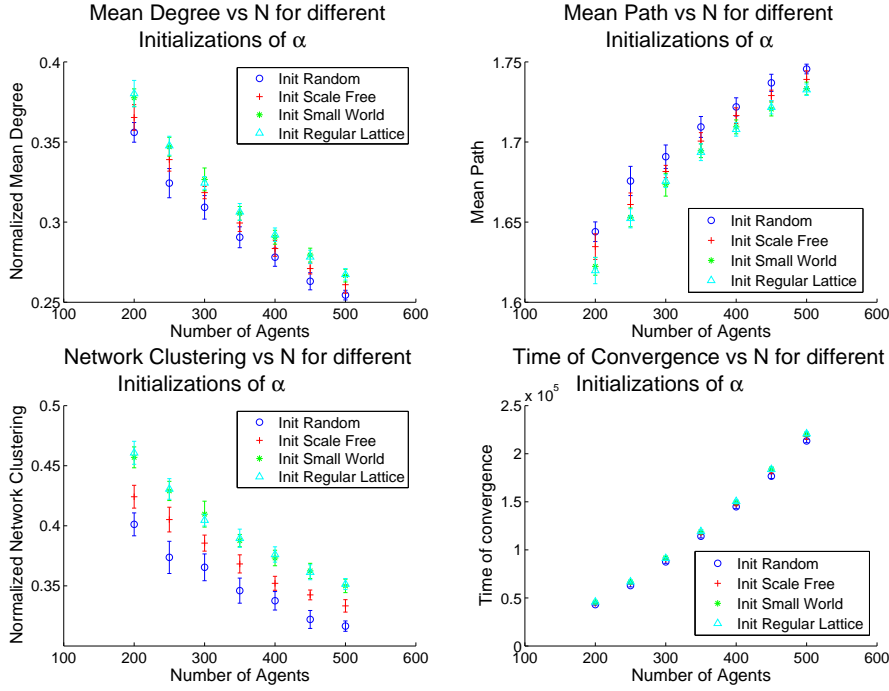 Mean Degree vs N for different
Initializations of α
Normalized Mean Degree
0.4
0.35
0.3
0.25
100 200 300 400 500 600
Number of Agents
Init Random
Init Scale Free
Init Small World
Init Regular Lattice
Mean Path vs N for different
Initializations of α
Mean Path
1.75
1.7
1.65
1.6
100 200 300 400 500 600
Number of Agents
Init Random
Init Scale Free
Init Small World
Init Regular Lattice
Network Clustering vs N for different
Initializations of α
Normalized Network Clustering
0.5
0.45
0.4
0.35
100 200 300 400 500 600
Number of Agents
Init Random
Init Scale Free
Init Small World
Init Regular Lattice
Time of Convergence vs N for different
Initializations of α
x 10^5
Time of convergence
2.5
2
1.5
1
0.5
0
100 200 300 400 500 600
Number of Agents
Init Random
Init Scale Free
Init Small World
Init Regular Lattice